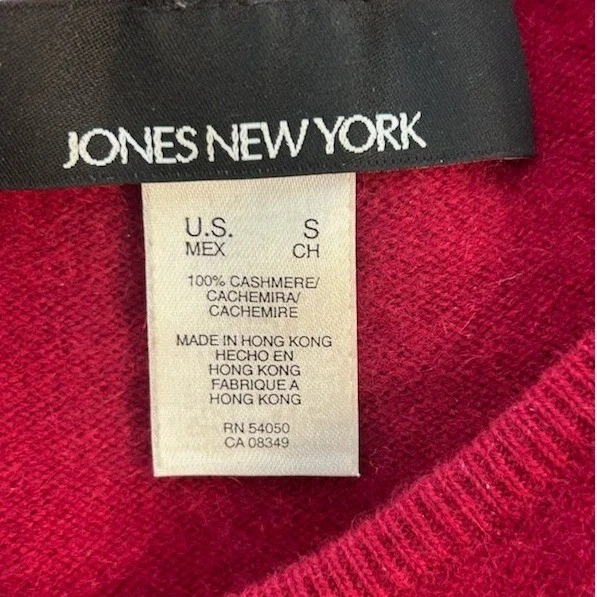 JONES NEW YORK
U.S. S
MEX CH
100% CASHMERE/
CACHEMIRA/
CACHEMIRE
MADE IN HONG KONG
HECHO EN
HONG KONG
FABRIQUE A
HONG KONG
RN 54050
CA 08349